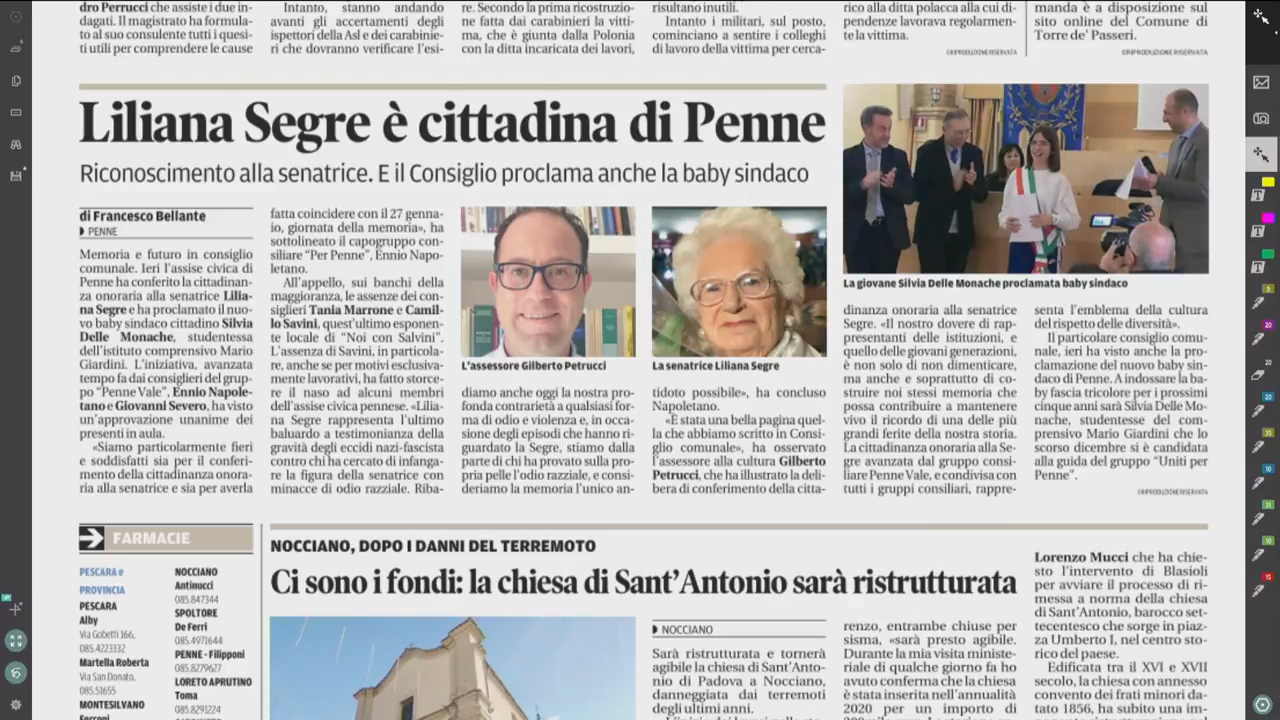 dro Perrucci che assiste i due in-
dagati. Il magistrato ha formula-
to al suo consulente tutti i quesi-
ti utili per comprendere le cause
Intanto, stanno andando
avanti gli accertamenti degli
ispettori della Asl e dei carabinie-
ri che dovranno verificare l'esi-
re. Secondo la prima ricostruzio-
ne fatta dai carabinieri la vitti-
ma, che è giunta dalla Polonia
con la ditta incaricata dei lavori,
risultano inutili.
Intanto i militari, sul posto,
cominciano a sentire i colleghi
di lavoro della vittima per cerca-
rico alla ditta polacca alla cui di-
pendenze lavorava regolarmen-
te la vittima.
©RIPRODUZIONE RISERVATA
manda è a disposizione sul
sito online del Comune di
Torre de' Passeri.
©RIPRODUZIONE RISERVATA
Liliana Segre è cittadina di Penne
Riconoscimento alla senatrice. E il Consiglio proclama anche la baby sindaco
di Francesco Bellante
PENNE
Memoria e futuro in consiglio
comunale. Ieri l'assise civica di
Penne ha conferito la cittadinan-
za onoraria alla senatrice Lilia-
na Segre e ha proclamato il nuo-
vo baby sindaco cittadino Silvia
Delle Monache, studentessa
dell'istituto comprensivo Mario
Giardini. L'iniziativa, avanzata
tempo fa dai consiglieri del grup-
po "Penne Vale", Ennio Napole-
tano e Giovanni Severo, ha visto
un'approvazione unanime dei
presenti in aula.
«Siamo particolarmente fieri
e soddisfatti sia per il conferi-
mento della cittadinanza onora-
ria alla senatrice e sia per averla
fatta coincidere con il 27 genna-
io, giornata della memoria», ha
sottolineato il capogruppo con-
siliare "Per Penne", Ennio Napo-
letano.
All'appello, sui banchi della
maggioranza, le assenze dei con-
siglieri Tania Marrone e Camil-
lo Savini, quest'ultimo esponen-
te locale di "Noi con Salvini".
L'assenza di Savini, in particola-
re, anche se per motivi esclusiva-
mente lavorativi, ha fatto storce-
re il naso ad alcuni membri
dell'assise civica pennese. «Lilia-
na Segre rappresenta l'ultimo
baluardo a testimonianza della
gravità degli eccidi nazi-fascista
contro chi ha cercato di infanga-
re la figura della senatrice con
minacce di odio razziale. Riba-
L'assessore Gilberto Petrucci
diamo anche oggi la nostra pro-
fonda contrarietà a qualsiasi for-
ma di odio e violenza e, in occa-
sione degli episodi che hanno ri-
guardato la Segre, stiamo dalla
parte di chi ha provato sulla pro-
pria pelle l'odio razziale, e consi-
deriamo la memoria l'unico an-
La senatrice Liliana Segre
tidoto possibile», ha concluso
Napoletano.
«È stata una bella pagina quel-
la che abbiamo scritto in Consi-
glio comunale», ha osservato
l'assessore alla cultura Gilberto
Petrucci, che ha illustrato la deli-
bera di conferimento della citta-
La giovane Silvia Delle Monache proclamata baby sindaco
dinanza onoraria alla senatrice
Segre. «Il nostro dovere di rap-
presentanti delle istituzioni, e
quello delle giovani generazioni,
è non solo di non dimenticare,
ma anche e soprattutto di co-
struire noi stessi memoria che
possa contribuire a mantenere
vivo il ricordo di una delle più
grandi ferite della nostra storia.
La cittadinanza onoraria alla Se-
gre avanzata dal gruppo consi-
liare Penne Vale, e condivisa con
tutti i gruppi consiliari, rappre-
senta l'emblema della cultura
del rispetto delle diversità».
Il particolare consiglio comu-
nale, ieri ha visto anche la pro-
clamazione del nuovo baby sin-
daco di Penne. A indossare la ba-
by fascia tricolore per i prossimi
cinque anni sarà Silvia Delle Mo-
nache, studentesse del com-
prensivo Mario Giardini che lo
scorso dicembre si è candidata
alla guida del gruppo "Uniti per
Penne".
©RIPRODUZIONE RISERVATA
FARMACIE
PESCARA e
PROVINCIA
PESCARA
Alby
Via Gobetti 166,
085.4223332
Martella Roberta
Via San Donato,
085.51655
MONTESILVANO
NOCCIANO
Antinucci
085.847344
SPOLTORE
De Ferri
085.4971644
PENNE - Filipponi
085.8279627
LORETO APRUTINO
Toma
085.8291224
NOCCIANO, DOPO I DANNI DEL TERREMOTO
Ci sono i fondi: la chiesa di Sant'Antonio sarà ristrutturata
NOCCIANO
Sarà ristrutturata e tornerà
agibile la chiesa di Sant'Anto-
nio di Padova a Nocciano,
danneggiata dai terremoti
degli ultimi anni.
renzo, entrambe chiuse per
sisma, «sarà presto agibile.
Durante la mia visita ministe-
riale di qualche giorno fa ho
avuto conferma che la chiesa
è stata inserita nell'annualità
2020 per un importo di
Lorenzo Mucci che ha chie-
sto l'intervento di Blasioli
per avviare il processo di ri-
messa a norma della chiesa
di Sant'Antonio, barocco set-
tecentesco che sorge in piaz-
za Umberto I, nel centro sto-
rico del paese.
Edificata tra il XVI e XVII
secolo, la chiesa con annesso
convento dei frati minori da-
tato 1856, ha subito una im-